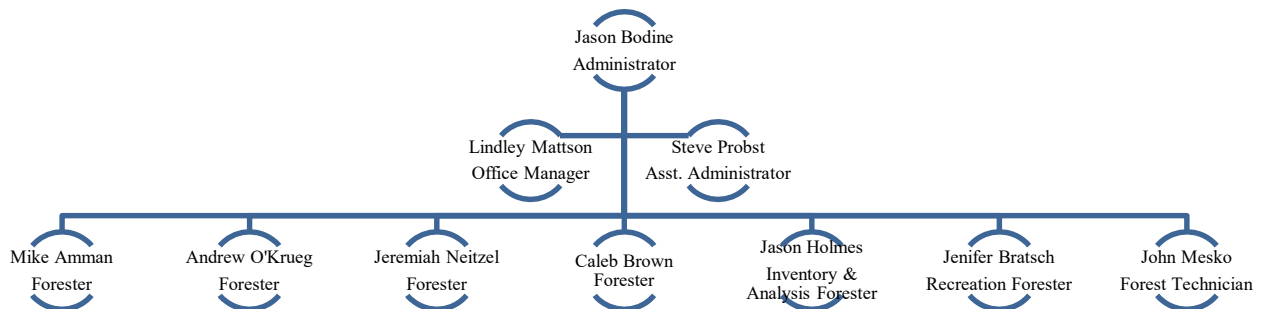 Jason Bodine
Administrator
Lindley Mattson
Office Manager
Steve Probst
Asst. Administrator
Mike Amman
Forester
Andrew O'Krueg
Forester
Jeremiah Neitzel
Forester
Caleb Brown
Forester
Jason Holmes
Inventory &
Analysis Forester
Jenifer Bratsch
Recreation Forester
John Mesko
Forest Technician